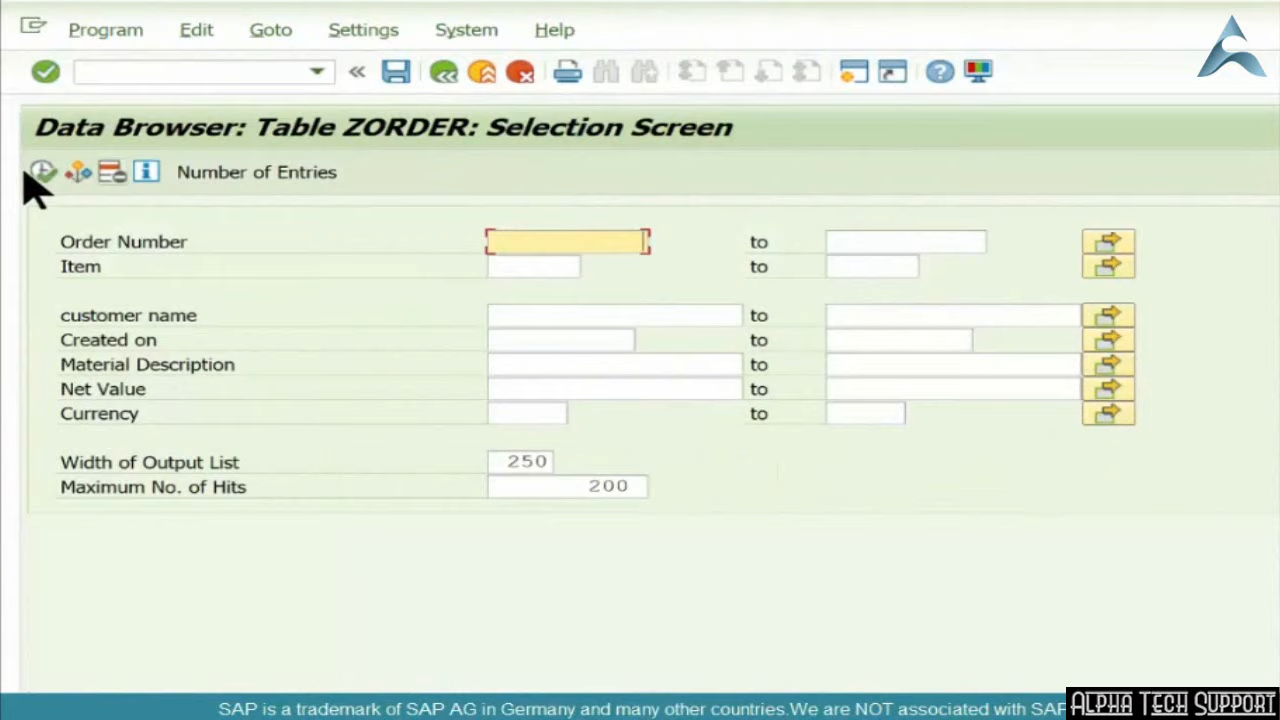 Program Edit Goto Settings System Help
Data Browser: Table ZORDER: Selection Screen
Number of Entries
Order Number to
Item to
customer name to
Created on to
Material Description to
Net Value to
Currency to
Width of Output List 250
Maximum No. of Hits 200
SAP is a trademark of SAP AG in Germany and many other countries.We are NOT associated with SAP
Alpha Tech Support